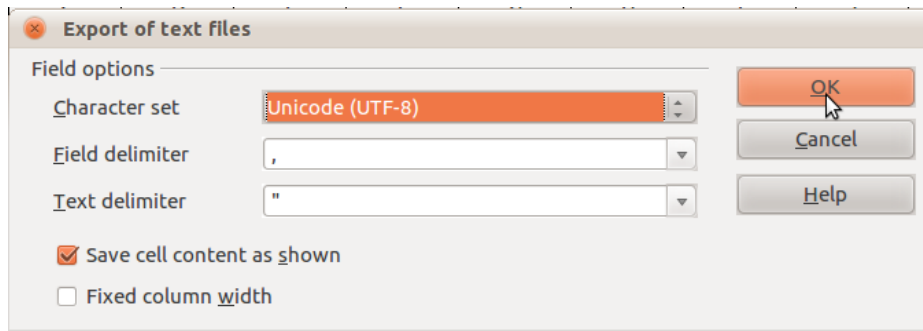 Export of text files
Field options
Character set
Unicode (UTF-8)
OK
Field delimiter
,
Cancel
Text delimiter
"
Help
Save cell content as shown
Fixed column width